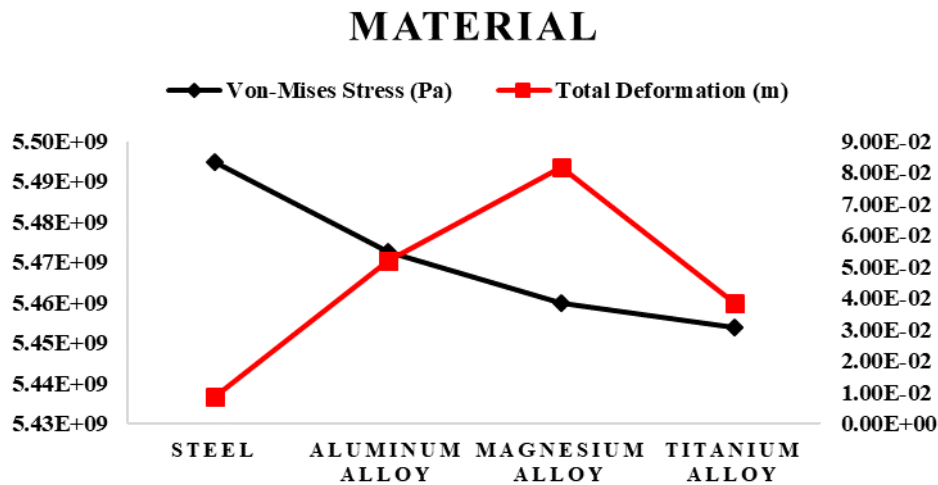 MATERIAL
Von-Mises Stress (Pa) Total Deformation (m)
5.50E+09 9.00E-02
5.49E+09 8.00E-02
5.48E+09 7.00E-02
5.47E+09 6.00E-02
5.46E+09 5.00E-02
5.45E+09 4.00E-02
5.44E+09 3.00E-02
5.43E+09 2.00E-02
1.00E-02
0.00E+00
STEEL ALUMINUM MAGNESIUM TITANIUM
ALLOY ALLOY ALLOY